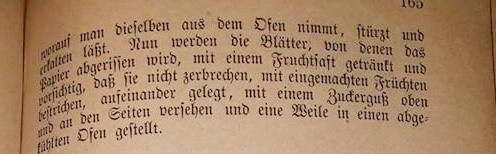 165
worauf man dieselben aus dem Ofen nimmt, stürzt und
erkalten läßt. Nun werden die Blätter, von denen das
Papier abgerissen wird, mit einem Fruchtsaft getränkt und
vorsichtig, daß sie nicht zerbrechen, mit eingemachten Früchten
bestrichen, aufeinander gelegt, mit einem Zuckerguß oben
und an den Seiten versehen und eine Weile in einen abge-
kühlten Ofen gestellt.